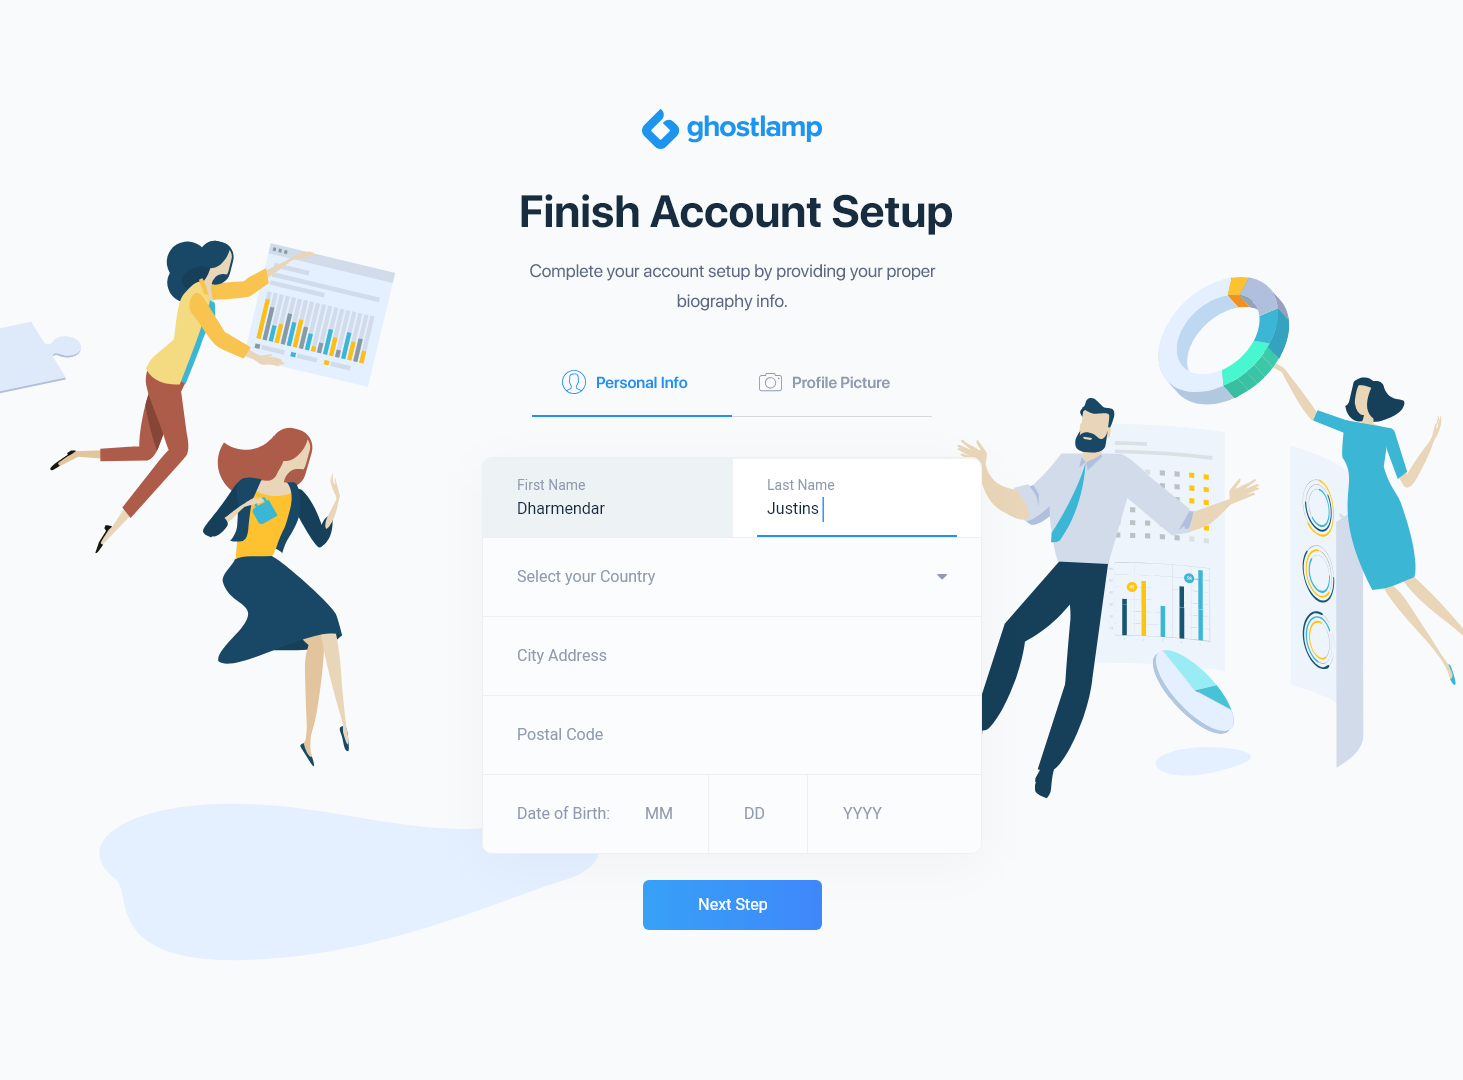 ghostlamp
Finish Account Setup
Complete your account setup by providing your proper
biography info.
Personal Info
Profile Picture
First Name
Dharmendar
Last Name
Justins
Select your Country
City Address
Postal Code
Date of Birth:
MM
DD
YYYY
Next Step